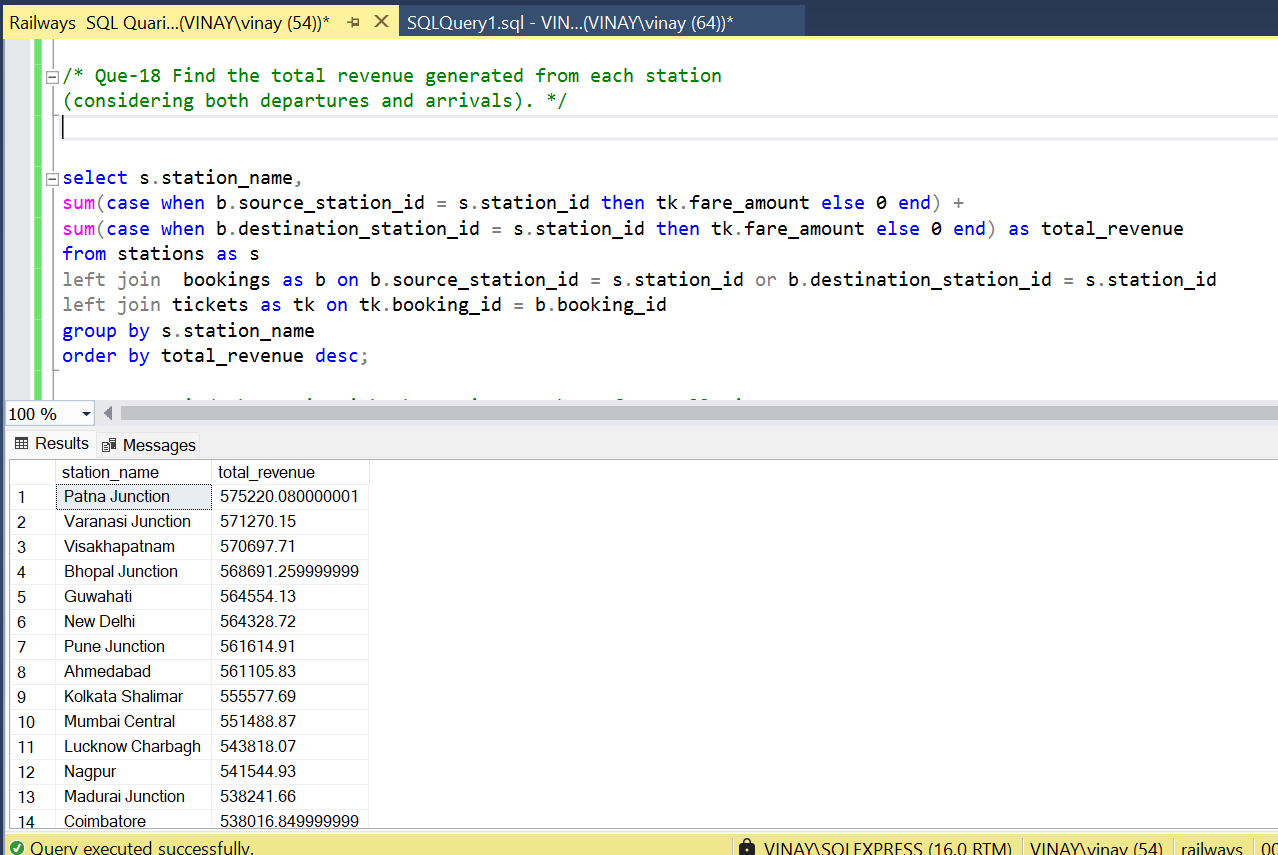 Railways SQL Quari...(VINAY\vinay (54))*
SQLQuery1.sql - VIN...(VINAY\vinay (64))*
/* Que-18 Find the total revenue generated from each station
(considering both departures and arrivals). */
select s.station_name,
sum(case when b.source_station_id = s.station_id then tk.fare_amount else 0 end) +
sum(case when b.destination_station_id = s.station_id then tk.fare_amount else 0 end) as total_revenue
from stations as s
left join  bookings as b on b.source_station_id = s.station_id or b.destination_station_id = s.station_id
left join tickets as tk on tk.booking_id = b.booking_id
group by s.station_name
order by total_revenue desc;
100 %
Results Messages
station_name total_revenue
1 Patna Junction 575220.080000001
2 Varanasi Junction 571270.15
3 Visakhapatnam 570697.71
4 Bhopal Junction 568691.259999999
5 Guwahati 564554.13
6 New Delhi 564328.72
7 Pune Junction 561614.91
8 Ahmedabad 561105.83
9 Kolkata Shalimar 555577.69
10 Mumbai Central 551488.87
11 Lucknow Charbagh 543818.07
12 Nagpur 541544.93
13 Madurai Junction 538241.66
14 Coimbatore 538016.849999999
Query executed successfully. VINAY\SQLEXPRESS (16.0 RTM) VINAY\vinay (54) railways 00